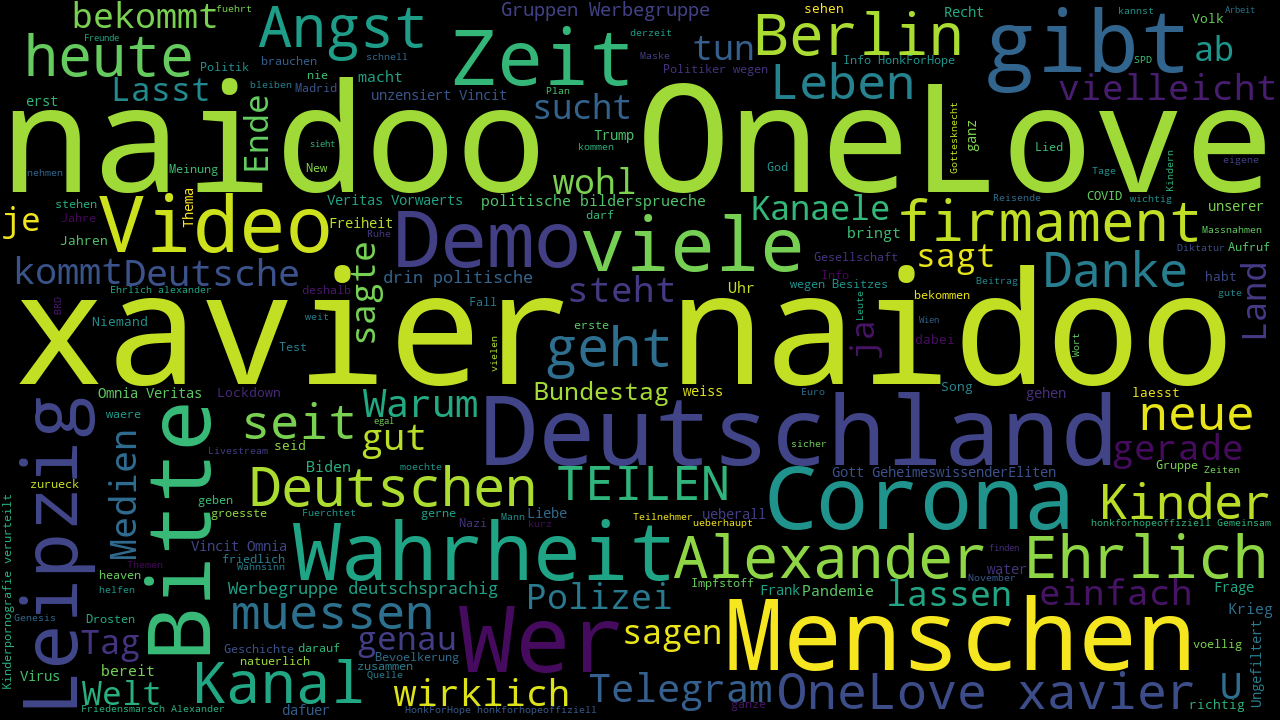 bekommt
fuehrt
Freunde
heute
Politik
erst
Lasst
Angst
brauchen
bleiben
nie
Madrid
Ende
macht
schnell
unzensiert Vincit
Zeit
Gruppen Werbegruppe
derzeit
Maske
Politiker wegen
tun
Plan
sucht
Trump
kommen
Berlin
sehen
Info HonkForHope
Leben
Recht
gibt
kannst
Arbeit
Volk
SPD
ab
vielleicht
naidoo OneLove
nehmen
Meinung
sieht
New
wohl
God
Gottesknecht
ganz
Lied
Tage
Kindern
eigene
je
stehen
Jahre
Jahren
Video
Thema
Veritas Vorwaerts
Freiheit
Ruhe
politische bildersprueche
darf
Demo
viele
Kanaele
bringt
firmament
COVID
wichtig
Reisende
unserer
Massnahmen
Diktatur
Aufruf
kommt
Deutsche
sagte
drin politische
steht
Gesellschaft
Info
wegen Besitzes
Uhr
sagt
bekommen
Danke
Beitrag
habt
gute
Land
Ehrlich alexander
deshalb
Fall
BRD
Niemand
weit
Test
vielen
erste
geht
Leute
ja
Wien
dabei
Wort
xavier naidoo
Omnia Veritas
Lockdown
Bundestag
weiss
Euro
Song
gehen
laesst
Leipzig
waere
Medien
Bitte
seit
seid
Livestream
Warum
egal
gut
Deutschland
sicher
neue
gerade
Gruppe
Zeiten
zurueck
geben
groesste
Deutschen
Biden
moechte
Fuerchtet
gerne
TEILEN
Liebe
Mann
kurz
Nazi
Teilnehmer
ueberall
ueberhaupt
Gott GeheimeswissenderEliten
Corona
Kinder
honkforhopeoffiziell Gemeinsam
Kinderpornografie verurteilt
Themen
heaven
helfen
Genesis
Drosten
Vincit Omnia
friedlich
Wahnsinn
Wahrheit
Alexander Ehrlich
finden
water
November
Werbegruppe deutschsprachig
Polizei
Impfstoff
Frank
Pandemie
lassen
einfach
Frage
Krieg
muessen
Tag
Geschichte
darauf
genau
Wer
sagen
Menschen
voellig
Virus
bereit
natuerlich
Bevoelkerung
zusammen
Quelle
Welt
Kanal
wirklich
Telegram
OneLove xavier
U
Ungefiltert
richtig
Friedensmarsch Alexander
dafuer
HonkForHope honkforhopeoffiziell
ganze